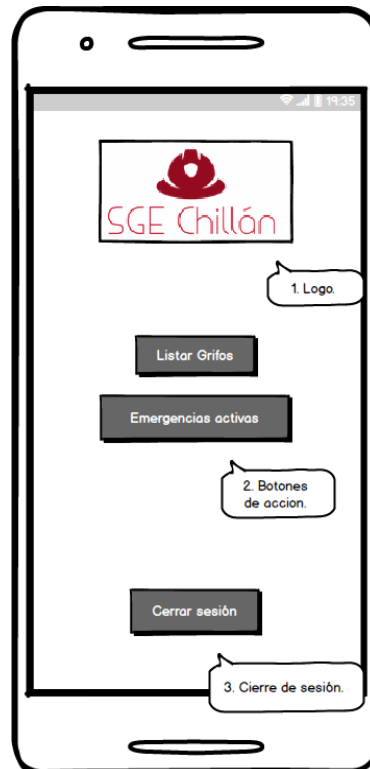 19:35
SGE Chillán
1. Logo.
Listar Grifos
Emergencias activas
2. Botones
de accion.
Cerrar sesión
3. Cierre de sesión.